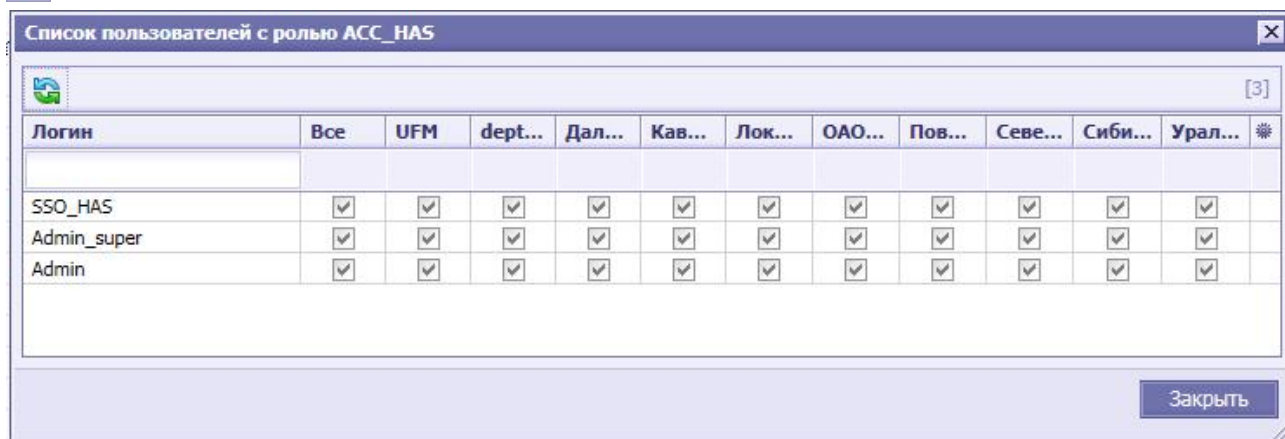 Список пользователей с ролью ACC_HAS
[3]
Логин Все UFM dept... Дал... Кав... Лок... ОАО... Пов... Севе... Сиби... Урал...
SSO_HAS
Admin_super
Admin
Закрыть